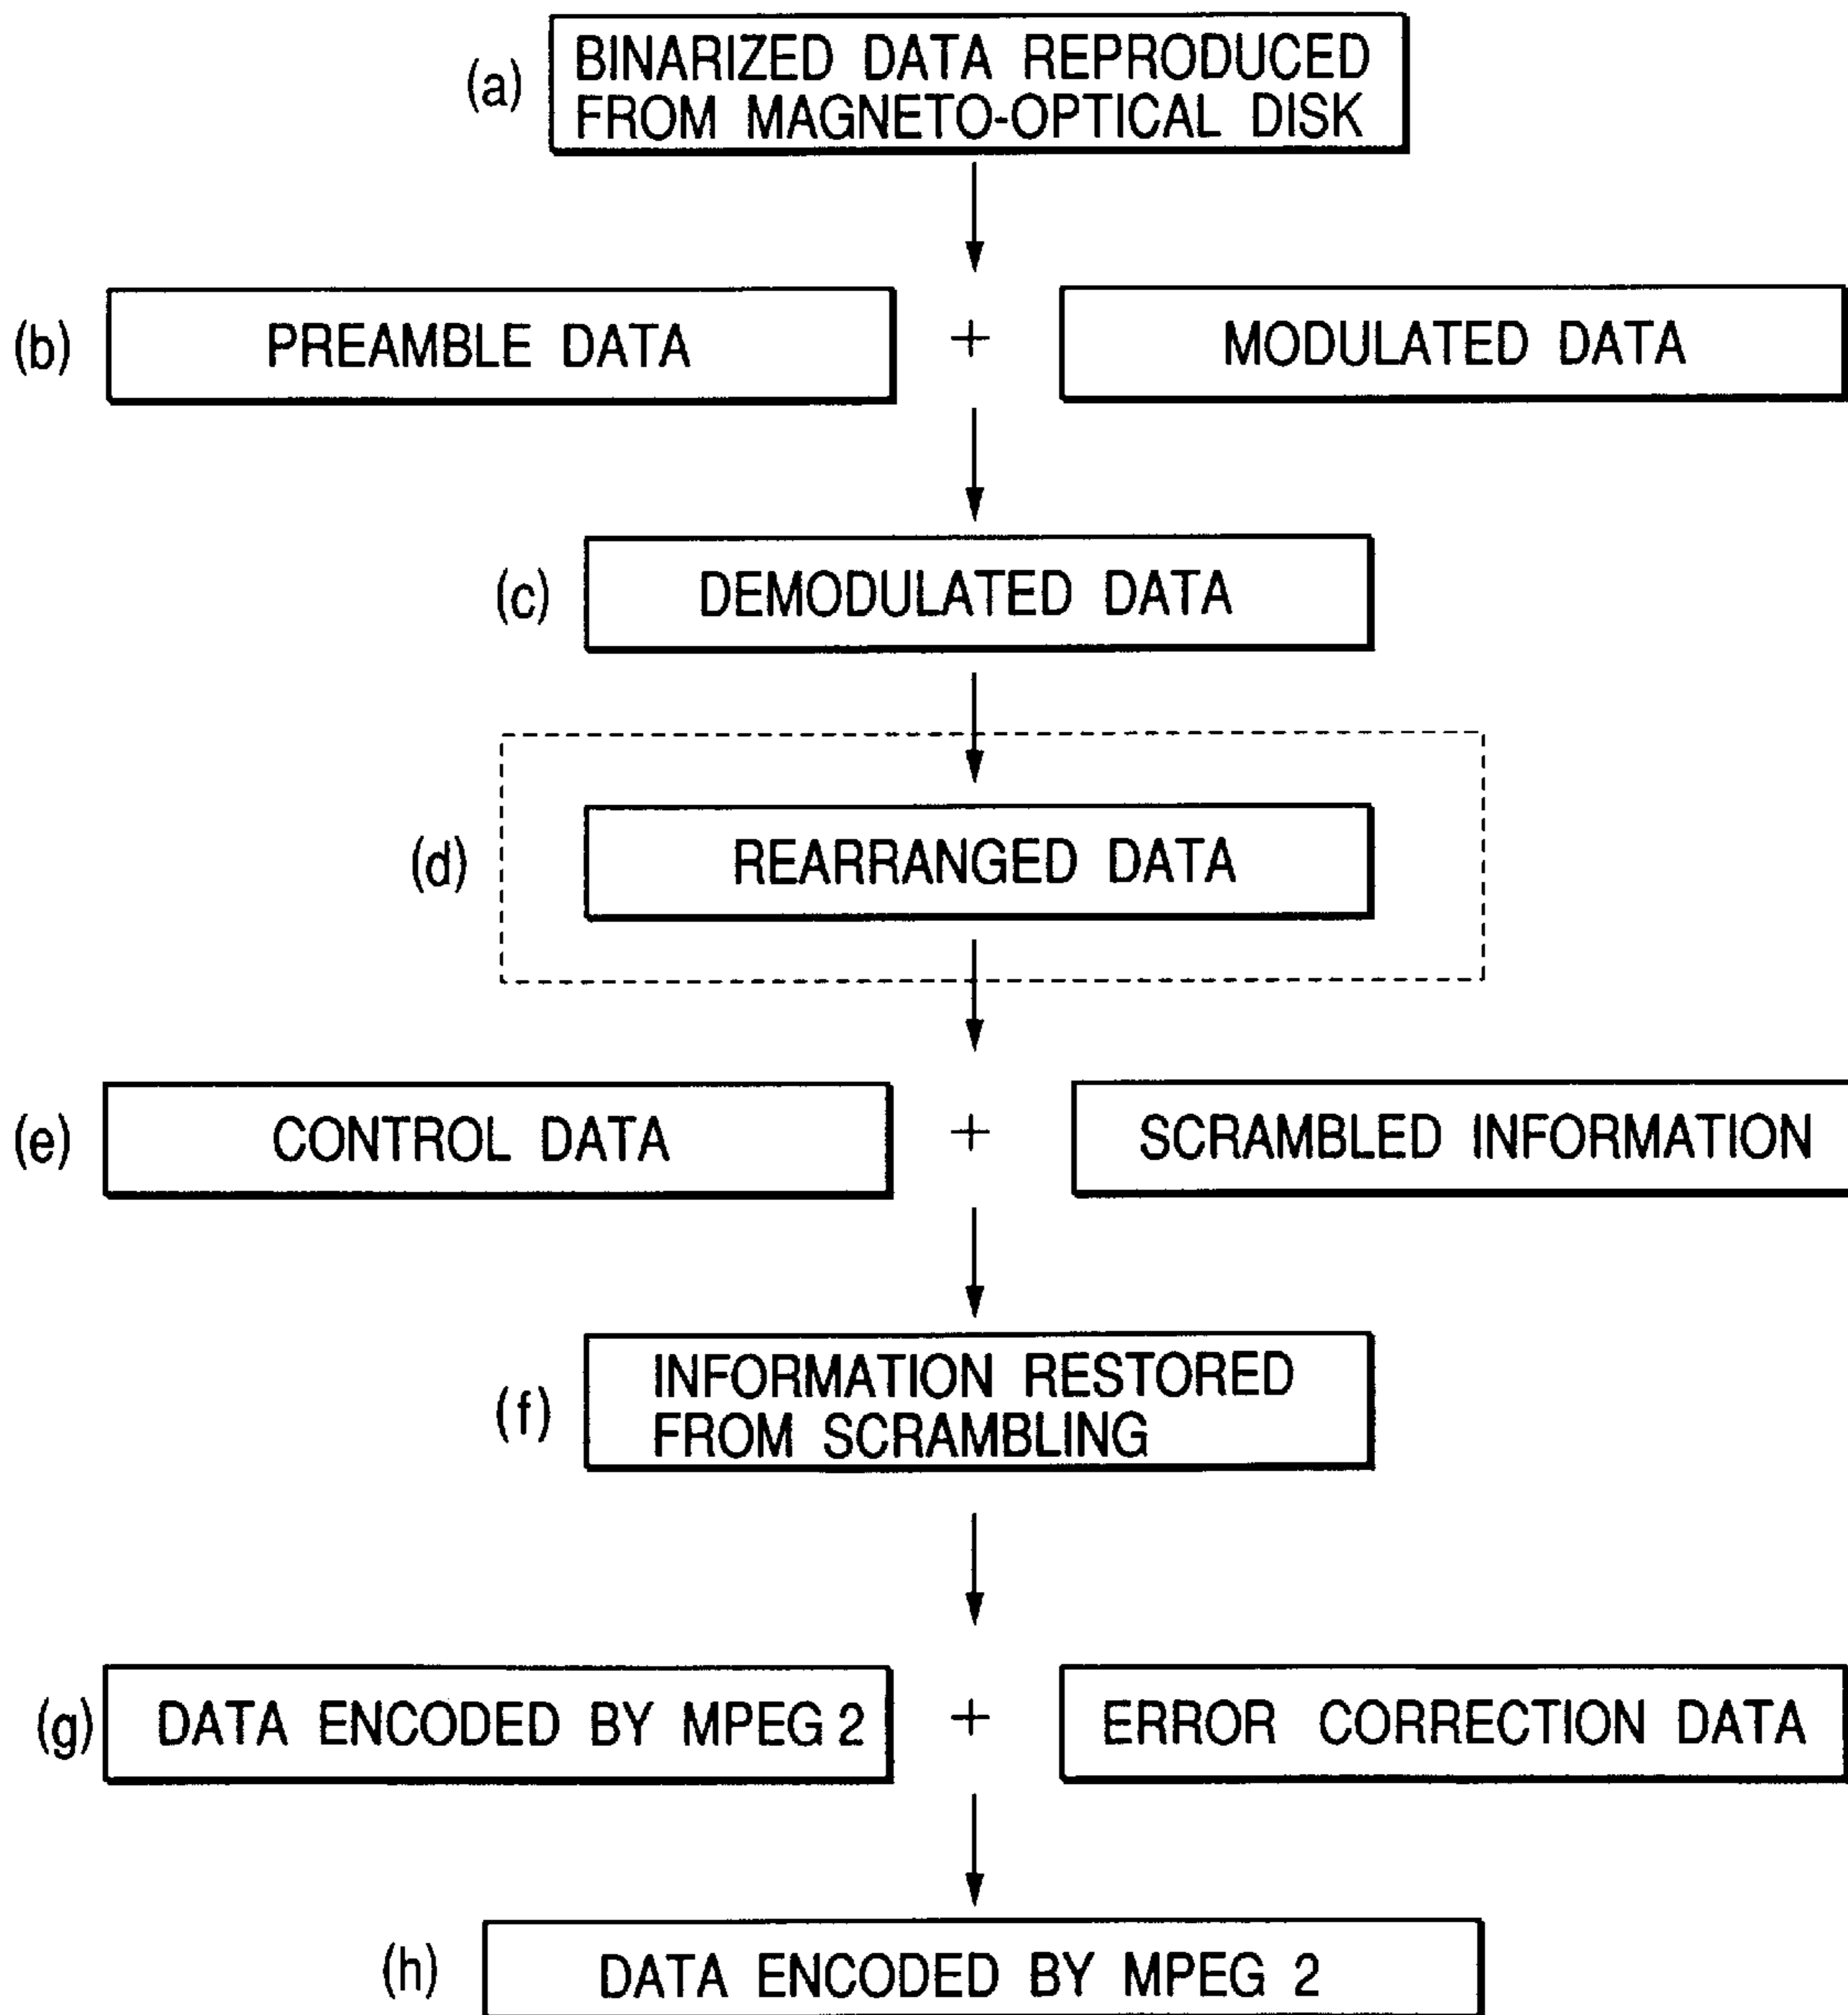 (a) BINARIZED DATA REPRODUCED
FROM MAGNETO-OPTICAL DISK
(b) PREAMBLE DATA + MODULATED DATA
(c) DEMODULATED DATA
(d) REARRANGED DATA
(e) CONTROL DATA + SCRAMBLED INFORMATION
(f) INFORMATION RESTORED
FROM SCRAMBLING
(g) DATA ENCODED BY MPEG 2 + ERROR CORRECTION DATA
(h) DATA ENCODED BY MPEG 2